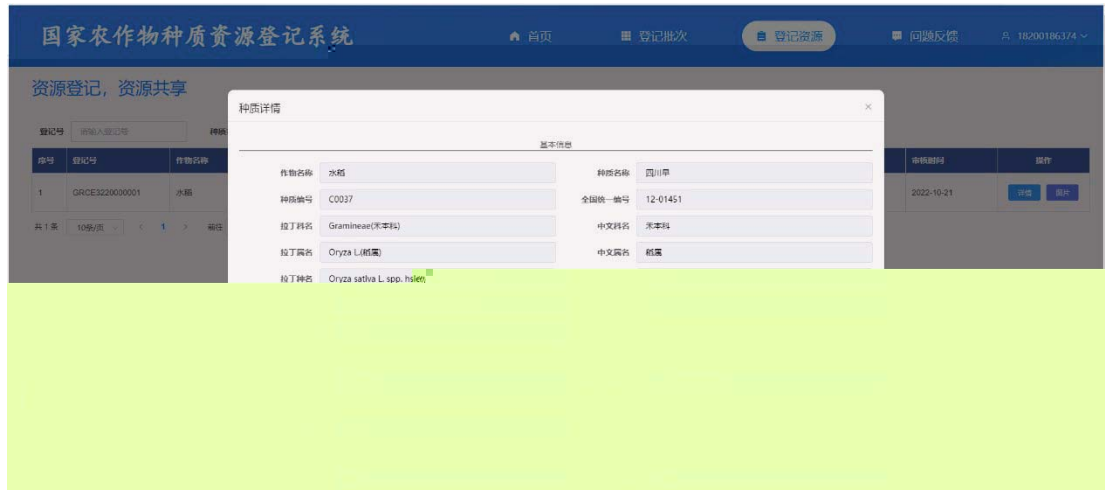 国家农作物种质资源登记系统 首页 登记批次 登记资源 问题反馈 18200186374
资源登记，资源共享
种质详情 ×
登记号 请输入登记号 种质
基本信息
序号 登记号 作物名称 审核时间 操作
作物名称 水稻 种质名称 四川早
1 GRCE3220000001 水稻 2022-10-21 详情 图片
种质编号 C0037 全国统一编号 12-01451
共1条 10条/页 < 1 > 前往
拉丁科名 Gramineae(禾本科) 中文科名 禾本科
拉丁属名 Oryza L.(稻属) 中文属名 稻属
拉丁种名 Oryza sativa L. spp. hsien